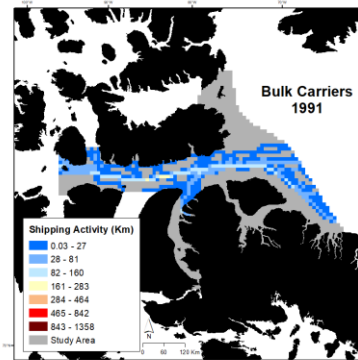 Bulk Carriers
1991
Shipping Activity (Km)
0.03 - 27
28 - 81
82 - 160
161 - 283
284 - 464
465 - 842
843 - 1358
Study Area
N
0 60 120 Km